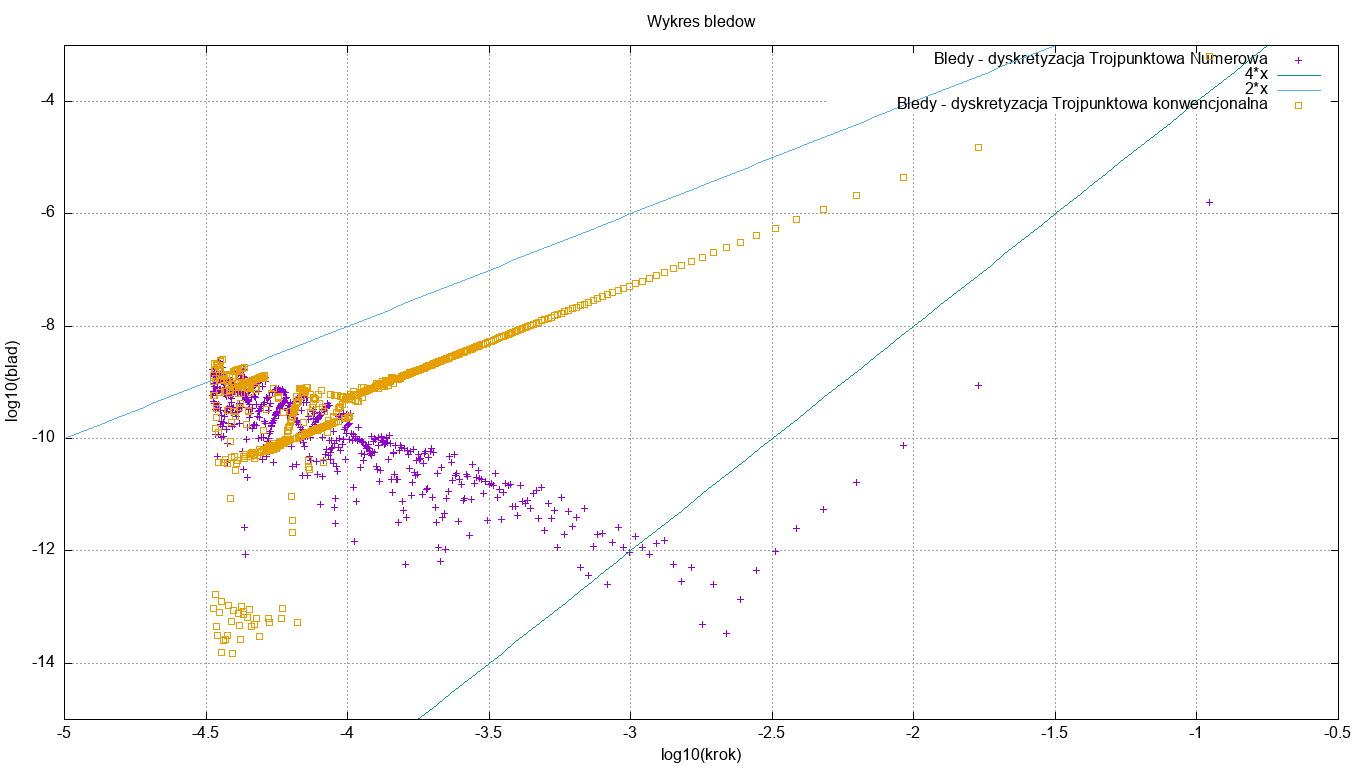 Wykres bledow
Bledy - dyskretyzacja Trojpunktowa Numerowa
4*x
2*x
Bledy - dyskretyzacja Trojpunktowa konwencjonalna
-4
-6
-8
-10
-12
-14
log10(blad)
-5
-4.5
-4
-3.5
-3
-2.5
-2
-1.5
-1
-0.5
log10(krok)